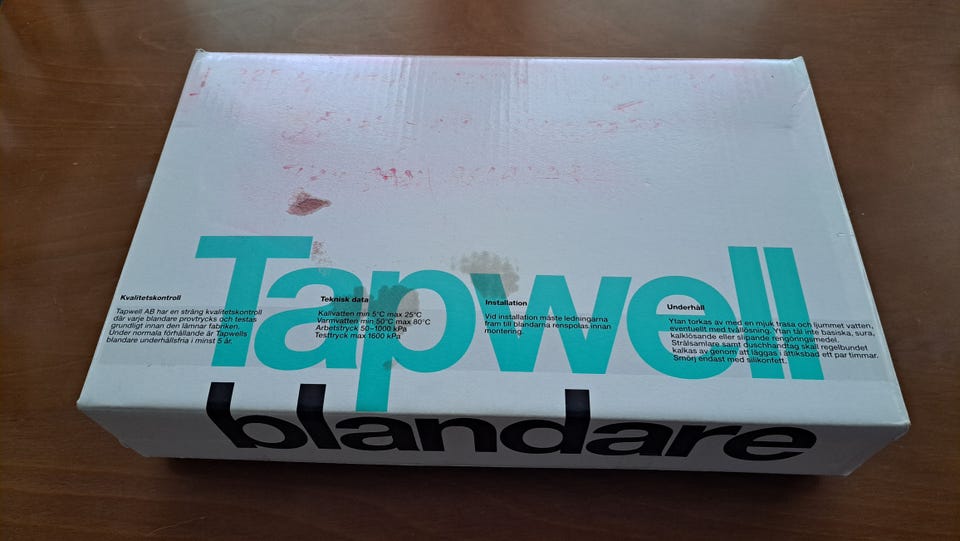 Tapwell
Kvalitetskontroll
Tapwell AB har en sträng kvalitetskontroll
där varje blandare provtrycks och testas
grundligt innan den lämnar fabriken.
Under normala förhållande är Tapwells
blandare underhållsfria i minst 5 år.
Teknisk data
Kallvatten min 5°C max 25°C
Varmvatten min 50°C max 80°C
Arbetstryck 50–1000 kPa
Testtryck max 1600 kPa
Installation
Vid installation måste ledningarna
fram till blandarna renspolas innan
montering.
Underhåll
Ytan torkas av med en mjuk trasa och ljummet vatten,
eventuellt med tvållösning. Ytan tål inte basiska, sura,
kalklösande eller slipande rengöringsmedel.
Strålsamlare samt duschhandtag skall regelbundet
kalkas av genom att läggas i ättiksbad ett par timmar.
Smörj endast med silikonfett.
blandare